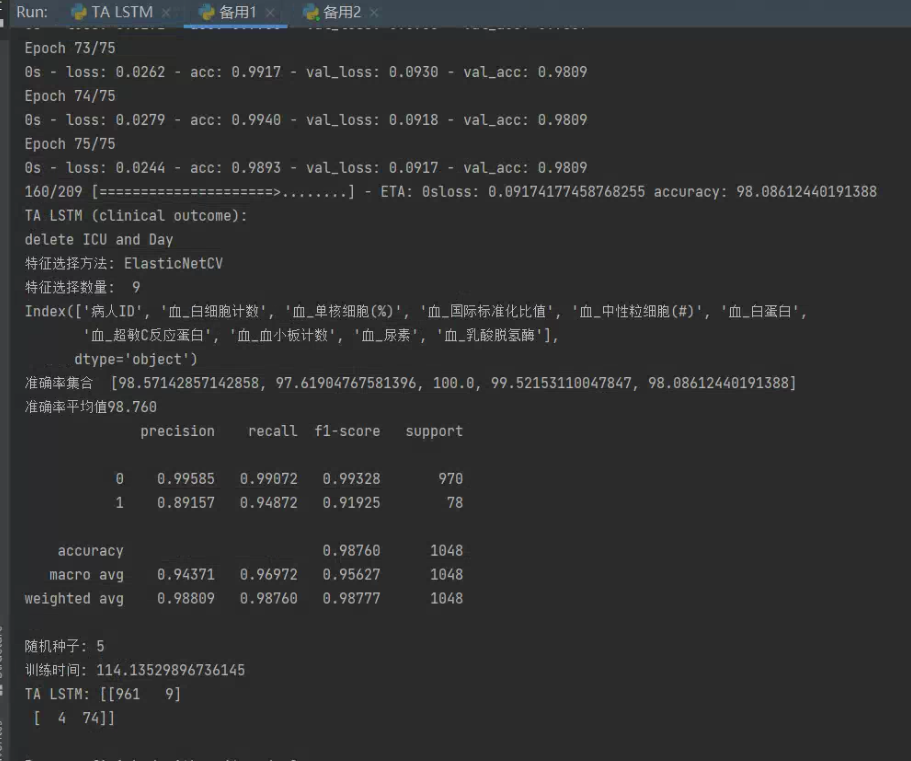 Run: TA LSTM × 备用1 × 备用2 ×
Epoch 73/75
0s - loss: 0.0262 - acc: 0.9917 - val_loss: 0.0930 - val_acc: 0.9809
Epoch 74/75
0s - loss: 0.0279 - acc: 0.9940 - val_loss: 0.0918 - val_acc: 0.9809
Epoch 75/75
0s - loss: 0.0244 - acc: 0.9893 - val_loss: 0.0917 - val_acc: 0.9809
160/209 [=====================>........] - ETA: 0sloss: 0.09174177458768255 accuracy: 98.08612440191388
TA LSTM (clinical outcome):
delete ICU and Day
特征选择方法: ElasticNetCV
特征选择数量:  9
Index(['病人ID', '血_白细胞计数', '血_单核细胞(%)', '血_国际标准化比值', '血_中性粒细胞(#)', '血_白蛋白',
'血_超敏C反应蛋白', '血_血小板计数', '血_尿素', '血_乳酸脱氢酶'],
dtype='object')
准确率集合  [98.57142857142858, 97.61904767581396, 100.0, 99.52153110047847, 98.08612440191388]
准确率平均值98.760
precision recall f1-score support
0 0.99585 0.99072 0.99328 970
1 0.89157 0.94872 0.91925 78
accuracy 0.98760 1048
macro avg 0.94371 0.96972 0.95627 1048
weighted avg 0.98809 0.98760 0.98777 1048
随机种子: 5
训练时间: 114.13529896736145
TA LSTM: [[961   9]
[  4  74]]